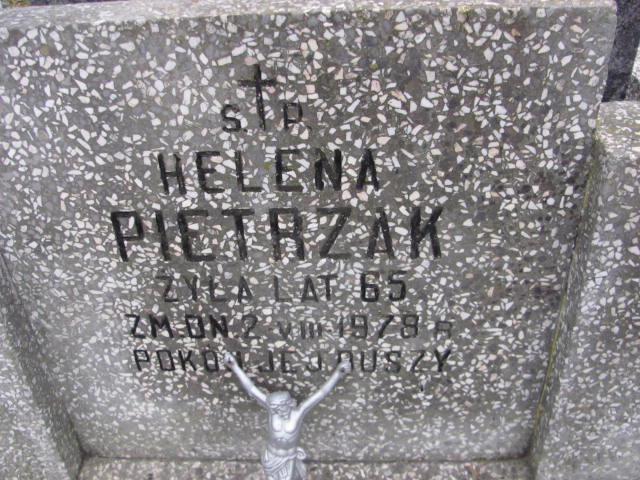 S. P.
HELENA
PIETRZAK
ŻYŁA LAT 65
ZM. DN. 2 VIII 1978 R
POKÓJ JEJ DUSZY